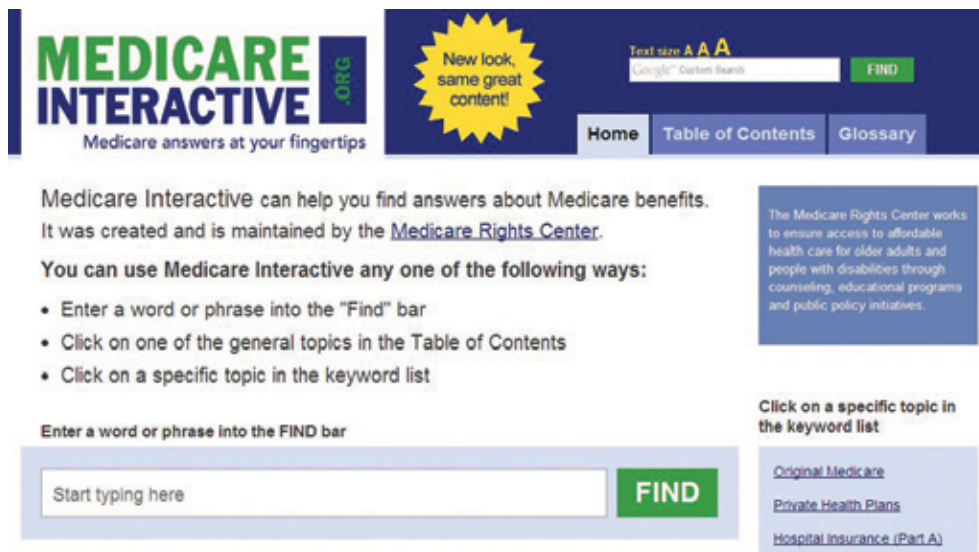 MEDICARE
INTERACTIVE
.ORG
Medicare answers at your fingertips
New look,
same great
content!
Text size A A A
Google™ Custom Search
FIND
Home
Table of Contents
Glossary
Medicare Interactive can help you find answers about Medicare benefits.
It was created and is maintained by the Medicare Rights Center.
You can use Medicare Interactive any one of the following ways:
• Enter a word or phrase into the "Find" bar
• Click on one of the general topics in the Table of Contents
• Click on a specific topic in the keyword list
Enter a word or phrase into the FIND bar
Start typing here
FIND
The Medicare Rights Center works
to ensure access to affordable
health care for older adults and
people with disabilities through
counseling, educational programs
and public policy initiatives.
Click on a specific topic in
the keyword list
Original Medicare
Private Health Plans
Hospital Insurance (Part A)